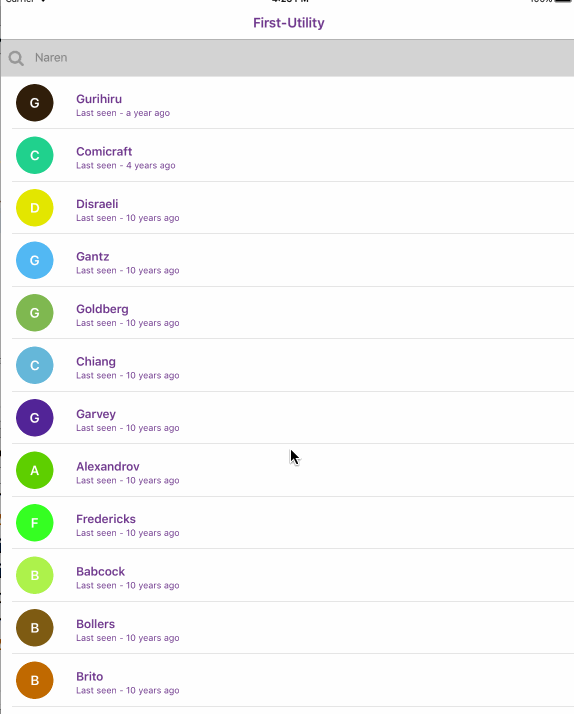 First-Utility
Naren
G
Gurihiru
Last seen - a year ago
C
Comicraft
Last seen - 4 years ago
D
Disraeli
Last seen - 10 years ago
G
Gantz
Last seen - 10 years ago
G
Goldberg
Last seen - 10 years ago
C
Chiang
Last seen - 10 years ago
G
Garvey
Last seen - 10 years ago
A
Alexandrov
Last seen - 10 years ago
F
Fredericks
Last seen - 10 years ago
B
Babcock
Last seen - 10 years ago
B
Bollers
Last seen - 10 years ago
B
Brito
Last seen - 10 years ago